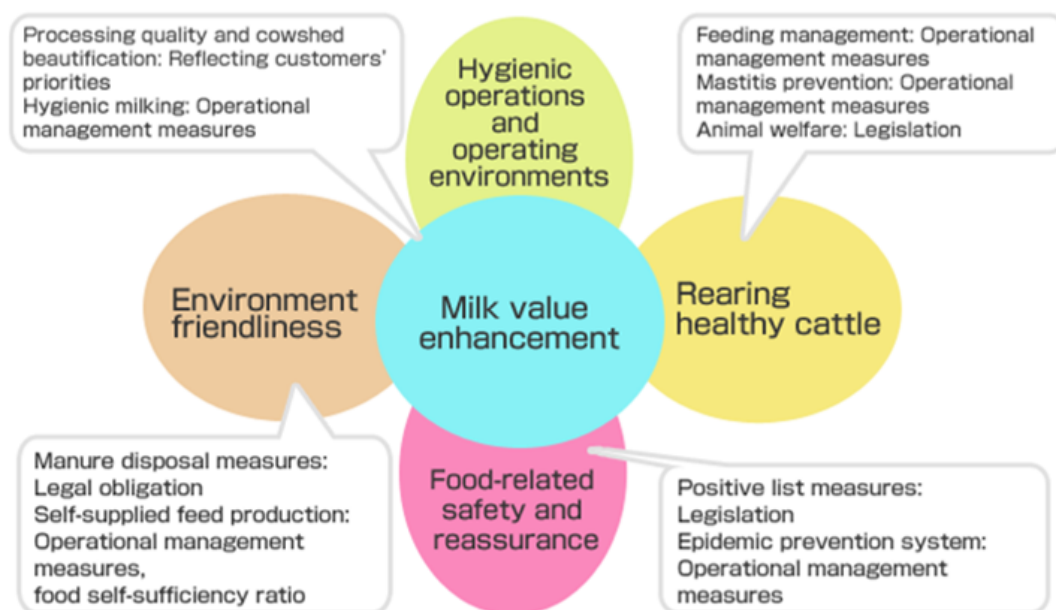 Processing quality and cowshed
beautification: Reflecting customers'
priorities
Hygienic milking: Operational
management measures
Hygienic
operations
and
operating
environments
Feeding management: Operational
management measures
Mastitis prevention: Operational
management measures
Animal welfare: Legislation
Environment
friendliness
Milk value
enhancement
Rearing
healthy cattle
Manure disposal measures:
Legal obligation
Self-supplied feed production:
Operational management
measures,
food self-sufficiency ratio
Food-related
safety and
reassurance
Positive list measures:
Legislation
Epidemic prevention system:
Operational management
measures